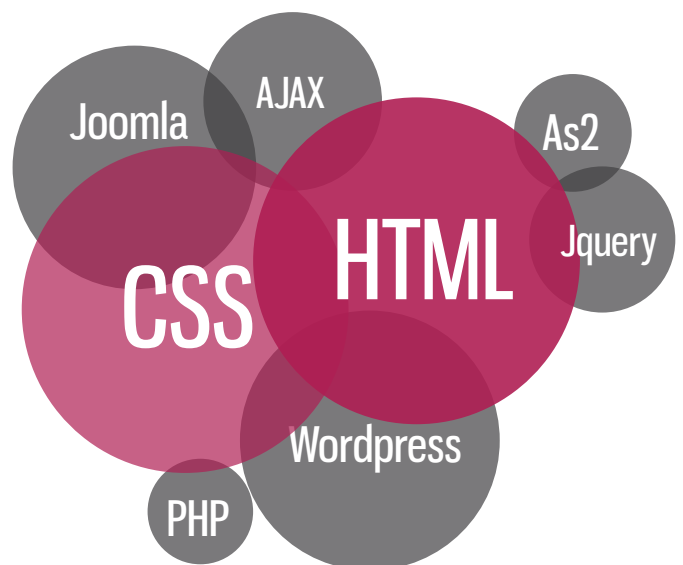 AJAX
Joomla
As2
HTML
Jquery
CSS
Wordpress
PHP